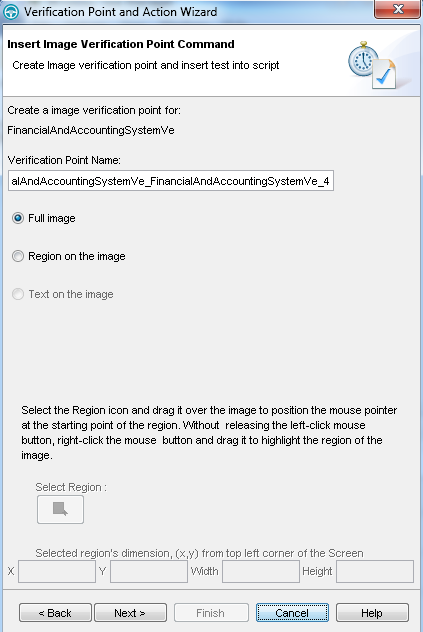 Verification Point and Action Wizard
Insert Image Verification Point Command
Create Image verification point and insert test into script
Create a image verification point for:
FinancialAndAccountingSystemVe
Verification Point Name:
alAndAccountingSystemVe_FinancialAndAccountingSystemVe_4
Full image
Region on the image
Text on the image
Select the Region icon and drag it over the image to position the mouse pointer
at the starting point of the region. Without releasing the left-click mouse
button, right-click the mouse button and drag it to highlight the region of the
image.
Select Region :
Selected region's dimension, (x,y) from top left corner of the Screen
X Y Width Height
< Back Next > Finish Cancel Help